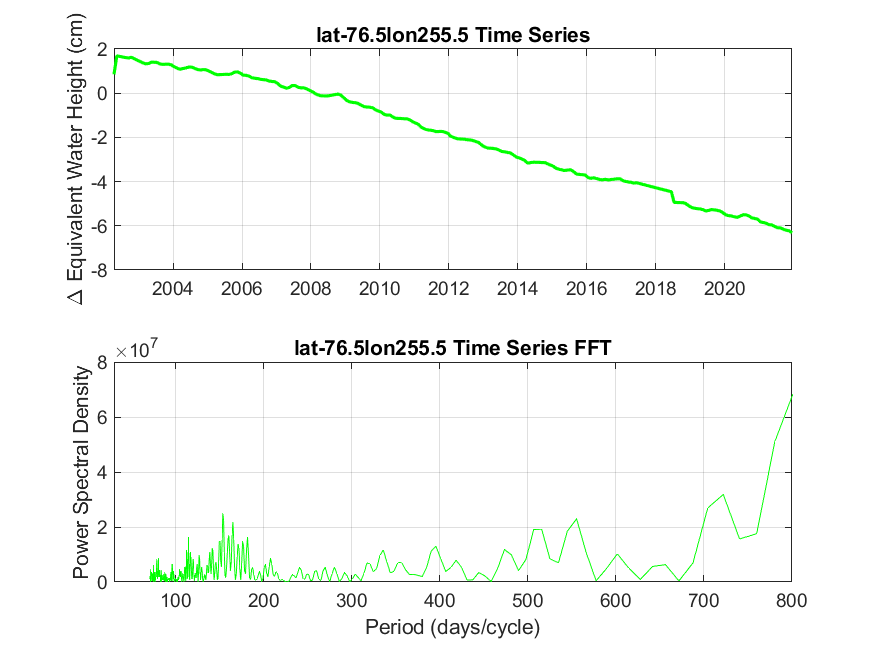 lat-76.5lon255.5 Time Series
Δ Equivalent Water Height (cm)
2
0
-2
-4
-6
-8
2004 2006 2008 2010 2012 2014 2016 2018 2020
lat-76.5lon255.5 Time Series FFT
×10⁷
Power Spectral Density
8
6
4
2
0
100 200 300 400 500 600 700 800
Period (days/cycle)